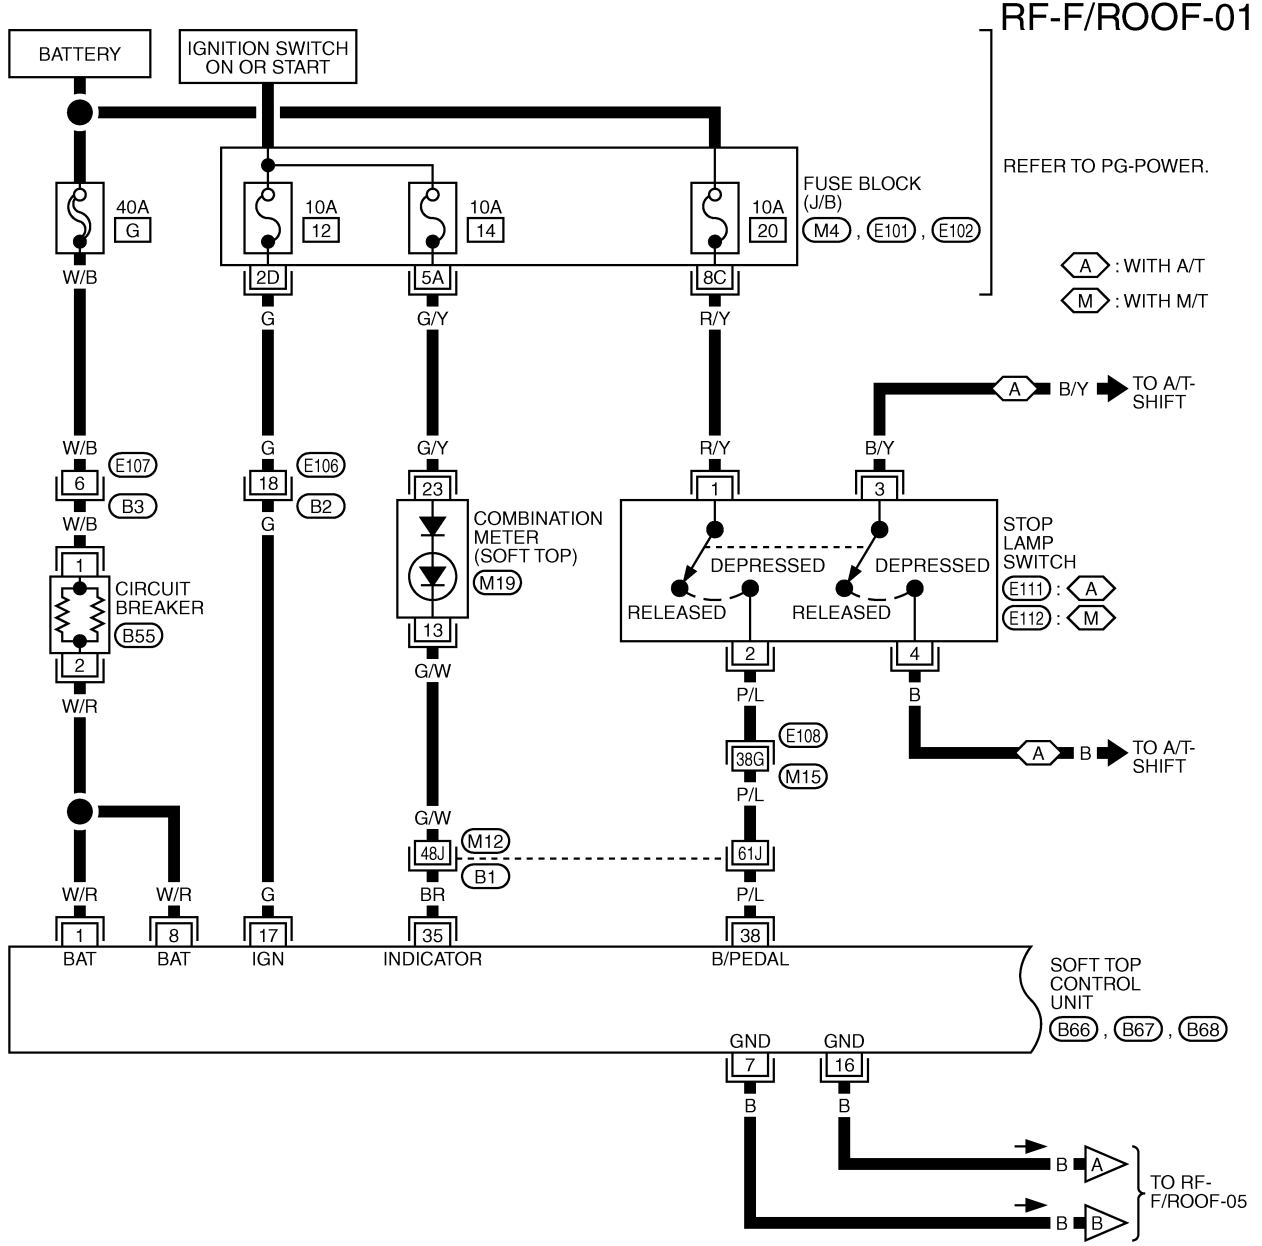 RF-F/ROOF-01
BATTERY
IGNITION SWITCH
ON OR START
REFER TO PG-POWER.
40A
G
10A
12
10A
14
10A
20
FUSE BLOCK
(J/B)
M4 , E101 , E102
W/B
2D
5A
8C
A : WITH A/T
M : WITH M/T
G
G/Y
R/Y
A
B/Y
TO A/T-
SHIFT
W/B
G
G/Y
R/Y
B/Y
6
E107
B3
18
E106
B2
23
1
3
W/B
G
COMBINATION
METER
(SOFT TOP)
M19
STOP
LAMP
SWITCH
E111 : A
E112 : M
DEPRESSED
DEPRESSED
RELEASED
RELEASED
1
CIRCUIT
BREAKER
B55
2
13
2
4
W/R
G/W
P/L
B
E108
38G
M15
A
B
TO A/T-
SHIFT
G/W
P/L
48J
M12
B1
61J
W/R
W/R
G
BR
P/L
1
8
17
35
38
BAT
BAT
IGN
INDICATOR
B/PEDAL
SOFT TOP
CONTROL
UNIT
B66 , B67 , B68
GND
GND
7
16
B
B
B
A
B
B
TO RF-
F/ROOF-05